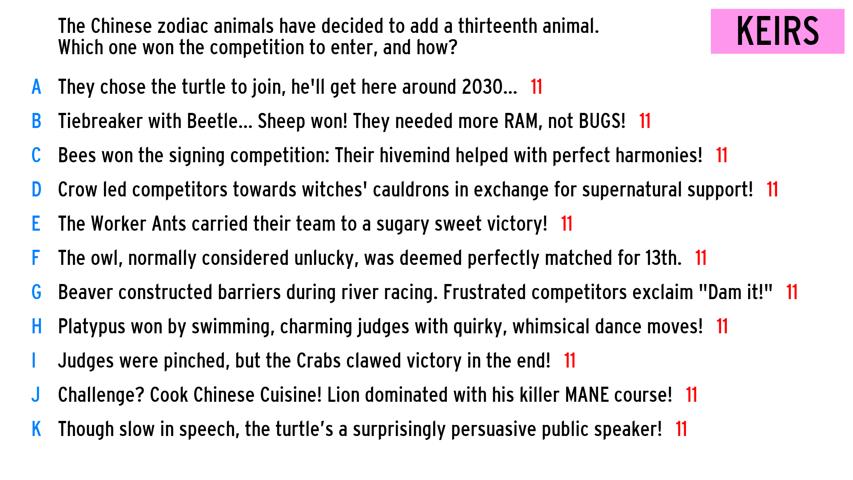 The Chinese zodiac animals have decided to add a thirteenth animal.
Which one won the competition to enter, and how?
KEIRS
A They chose the turtle to join, he'll get here around 2030... 11
B Tiebreaker with Beetle... Sheep won! They needed more RAM, not BUGS! 11
C Bees won the signing competition: Their hivemind helped with perfect harmonies! 11
D Crow led competitors towards witches' cauldrons in exchange for supernatural support! 11
E The Worker Ants carried their team to a sugary sweet victory! 11
F The owl, normally considered unlucky, was deemed perfectly matched for 13th. 11
G Beaver constructed barriers during river racing. Frustrated competitors exclaim "Dam it!" 11
H Platypus won by swimming, charming judges with quirky, whimsical dance moves! 11
I Judges were pinched, but the Crabs clawed victory in the end! 11
J Challenge? Cook Chinese Cuisine! Lion dominated with his killer MANE course! 11
K Though slow in speech, the turtle’s a surprisingly persuasive public speaker! 11